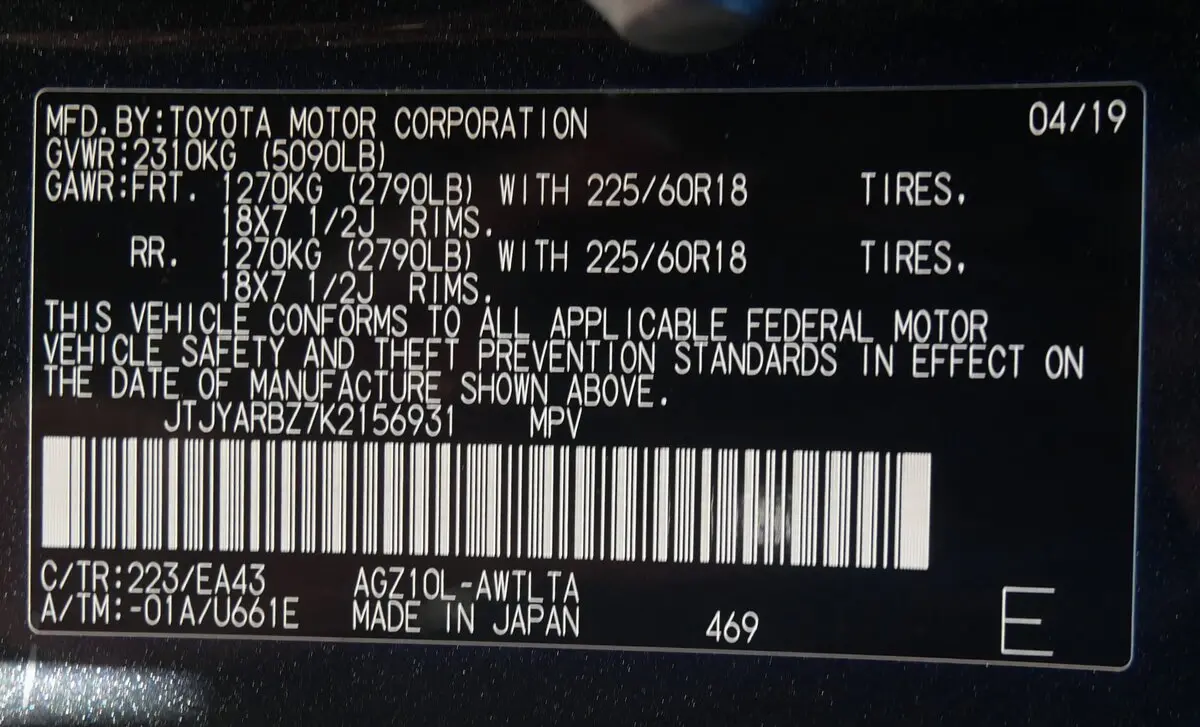 MFD.BY:TOYOTA MOTOR CORPORATION 04/19
GVWR:2310KG (5090LB)
GAWR:FRT. 1270KG (2790LB) WITH 225/60R18 TIRES.
18X7 1/2J RIMS.
RR. 1270KG (2790LB) WITH 225/60R18 TIRES.
18X7 1/2J RIMS.
THIS VEHICLE CONFORMS TO ALL APPLICABLE FEDERAL MOTOR
VEHICLE SAFETY AND THEFT PREVENTION STANDARDS IN EFFECT ON
THE DATE OF MANUFACTURE SHOWN ABOVE.
JTJYARBZ7K2156931 MPV
C/TR:223/EA43 AGZ10L-AWTLTA
A/TM:-01A/U661E MADE IN JAPAN 469 E